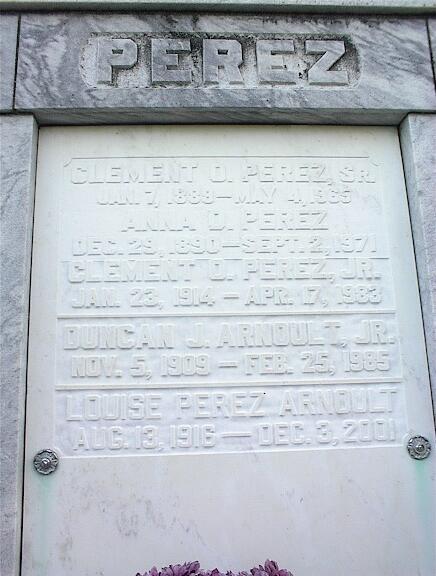 PEREZ
CLEMENT D. PEREZ, SR.
JAN. 7, 1889 — MAY 4, 1965
ANNA D. PEREZ
DEC. 29, 1890 — SEPT. 2, 1971
CLEMENT D. PEREZ, JR.
JAN. 23, 1914 — APR. 17, 1983
DUNCAN J. ARNOULT, JR.
NOV. 5, 1909 — FEB. 25, 1985
LOUISE PEREZ ARNOULT
AUG. 13, 1916 — DEC. 3, 2001